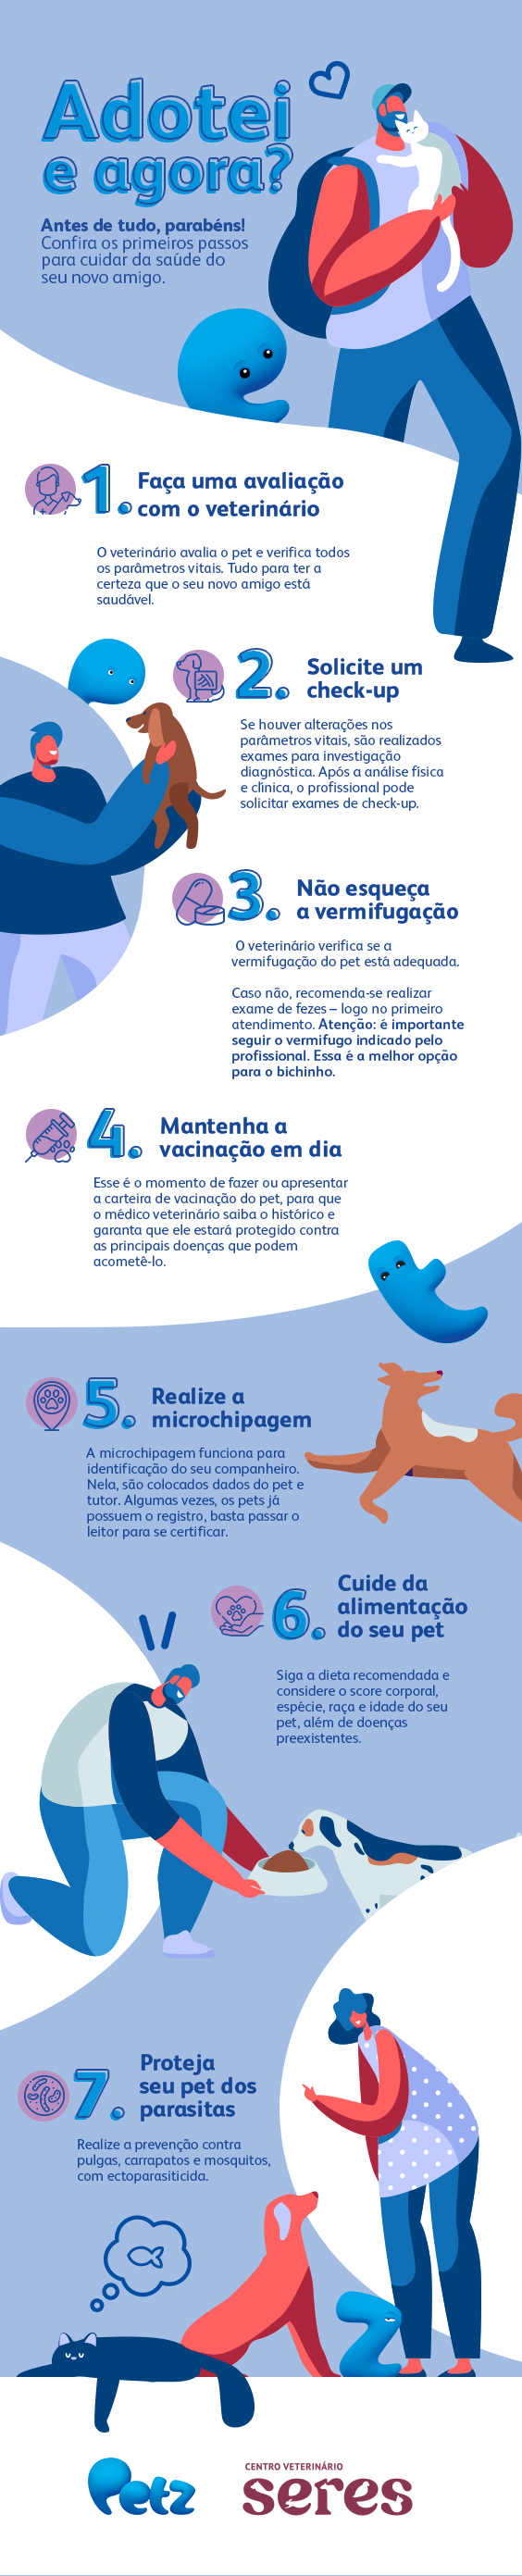 Adotei
e agora?
Antes de tudo, parabéns!
Confira os primeiros passos
para cuidar da saúde do
seu novo amigo.
1. Faça uma avaliação
com o veterinário
O veterinário avalia o pet e verifica todos
os parâmetros vitais. Tudo para ter a
certeza que o seu novo amigo está
saudável.
2. Solicite um
check-up
Se houver alterações nos
parâmetros vitais, são realizados
exames para investigação
diagnóstica. Após a análise física
e clínica, o profissional pode
solicitar exames de check-up.
3. Não esqueça
a vermifugação
O veterinário verifica se a
vermifugação do pet está adequada.
Caso não, recomenda-se realizar
exame de fezes – logo no primeiro
atendimento. Atenção: é importante
seguir o vermifugo indicado pelo
profissional. Essa é a melhor opção
para o bichinho.
4. Mantenha a
vacinação em dia
Esse é o momento de fazer ou apresentar
a carteira de vacinação do pet, para que
o médico veterinário saiba o histórico e
garanta que ele estará protegido contra
as principais doenças que podem
acometê-lo.
5. Realize a
microchipagem
A microchipagem funciona para
identificação do seu companheiro.
Nela, são colocados dados do pet e
tutor. Algumas vezes, os pets já
possuem o registro, basta passar o
leitor para se certificar.
6. Cuide da
alimentação
do seu pet
Siga a dieta recomendada e
considere o score corporal,
espécie, raça e idade do seu
pet, além de doenças
preexistentes.
7. Proteja
seu pet dos
parasitas
Realize a prevenção contra
pulgas, carrapatos e mosquitos,
com ectoparasiticida.
Petz
CENTRO VETERINÁRIO
seres